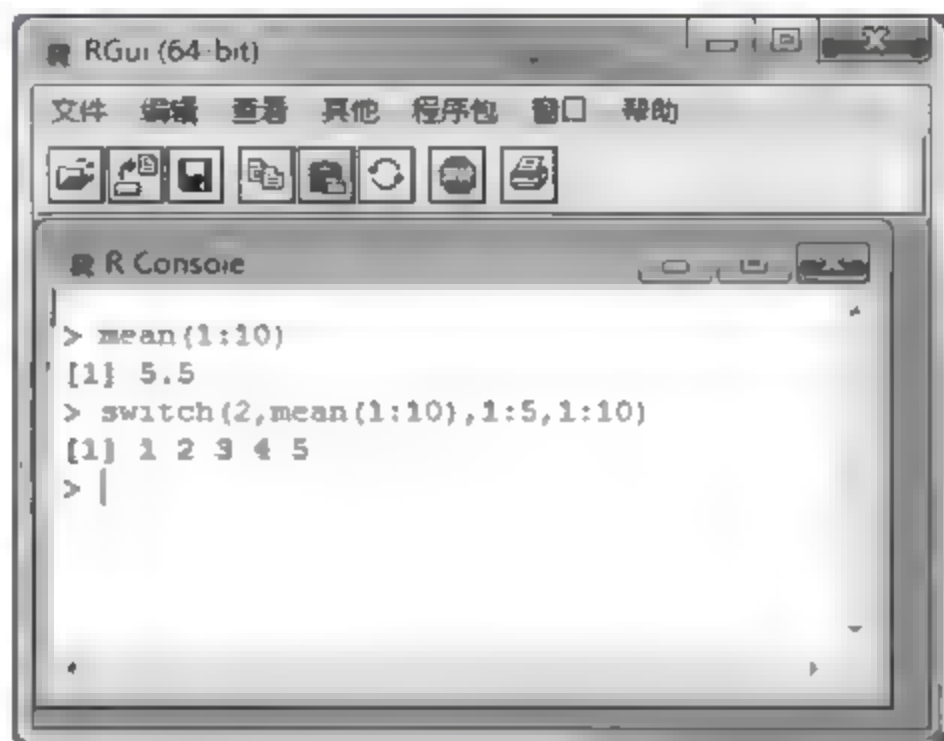 RGui (64-bit)
文件 编辑 查看 其他 程序包 窗口 帮助
R Console
> mean(1:10)
[1] 5.5
> switch(2,mean(1:10),1:5,1:10)
[1] 1 2 3 4 5
>